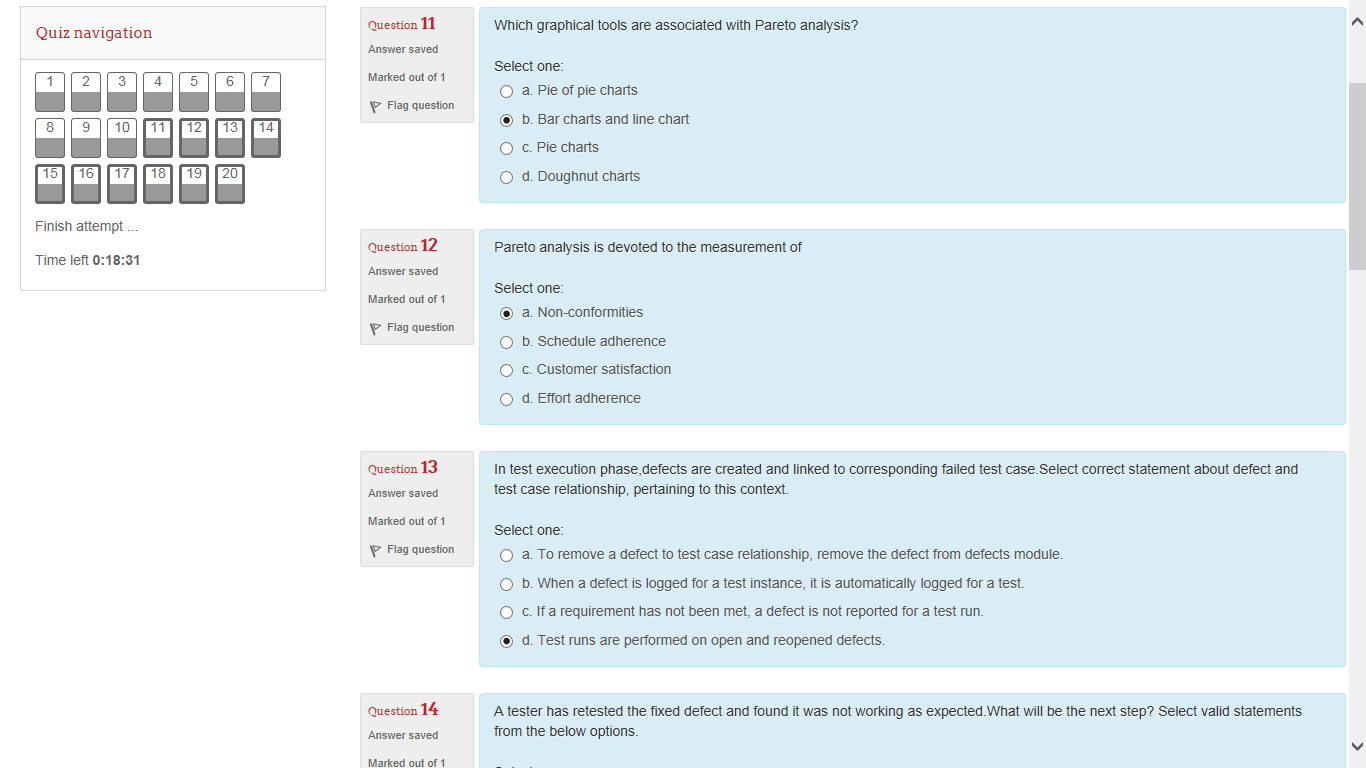 Quiz navigation
1 2 3 4 5 6 7
8 9 10 11 12 13 14
15 16 17 18 19 20
Finish attempt ...
Time left 0:18:31
Question 11
Answer saved
Marked out of 1
Flag question
Which graphical tools are associated with Pareto analysis?
Select one:
a. Pie of pie charts
b. Bar charts and line chart
c. Pie charts
d. Doughnut charts
Question 12
Answer saved
Marked out of 1
Flag question
Pareto analysis is devoted to the measurement of
Select one:
a. Non-conformities
b. Schedule adherence
c. Customer satisfaction
d. Effort adherence
Question 13
Answer saved
Marked out of 1
Flag question
In test execution phase,defects are created and linked to corresponding failed test case.Select correct statement about defect and
test case relationship, pertaining to this context.
Select one:
a. To remove a defect to test case relationship, remove the defect from defects module.
b. When a defect is logged for a test instance, it is automatically logged for a test.
c. If a requirement has not been met, a defect is not reported for a test run.
d. Test runs are performed on open and reopened defects.
Question 14
Answer saved
Marked out of 1
A tester has retested the fixed defect and found it was not working as expected.What will be the next step? Select valid statements
from the below options.